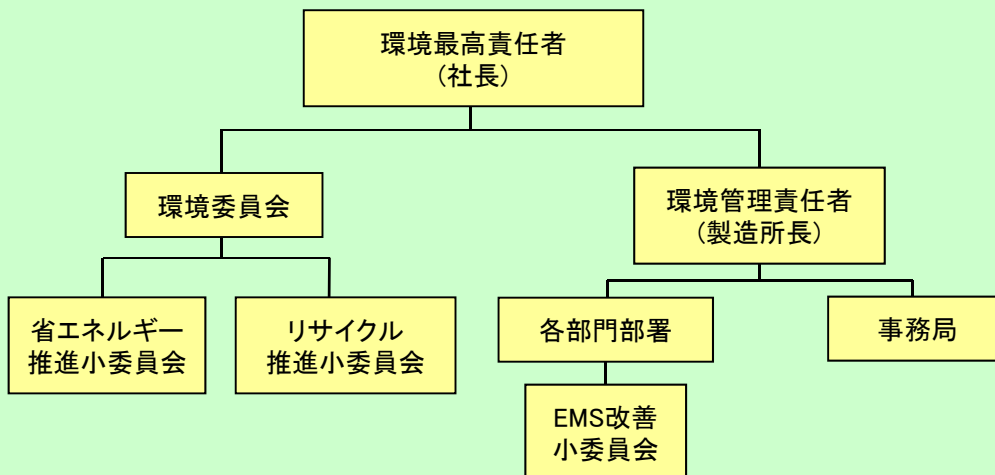 環境最高責任者
(社長)
環境委員会
環境管理責任者
(製造所長)
省エネルギー
推進小委員会
リサイクル
推進小委員会
各部門部署
事務局
EMS改善
小委員会